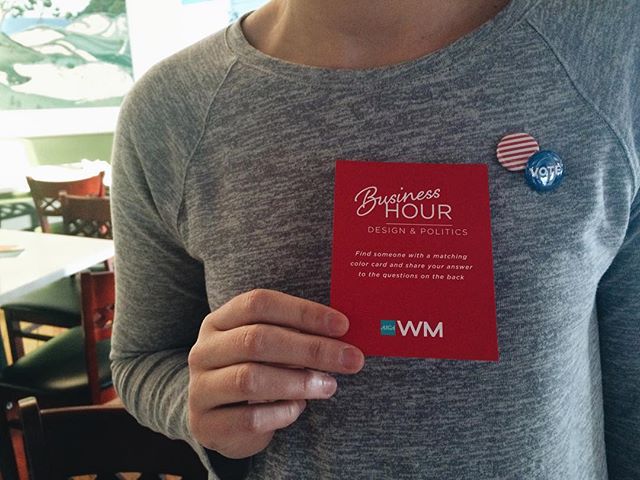 Business
HOUR
DESIGN & POLITICS
Find someone with a matching
color card and share your answer
to the questions on the back
AIGA WM
VOTE